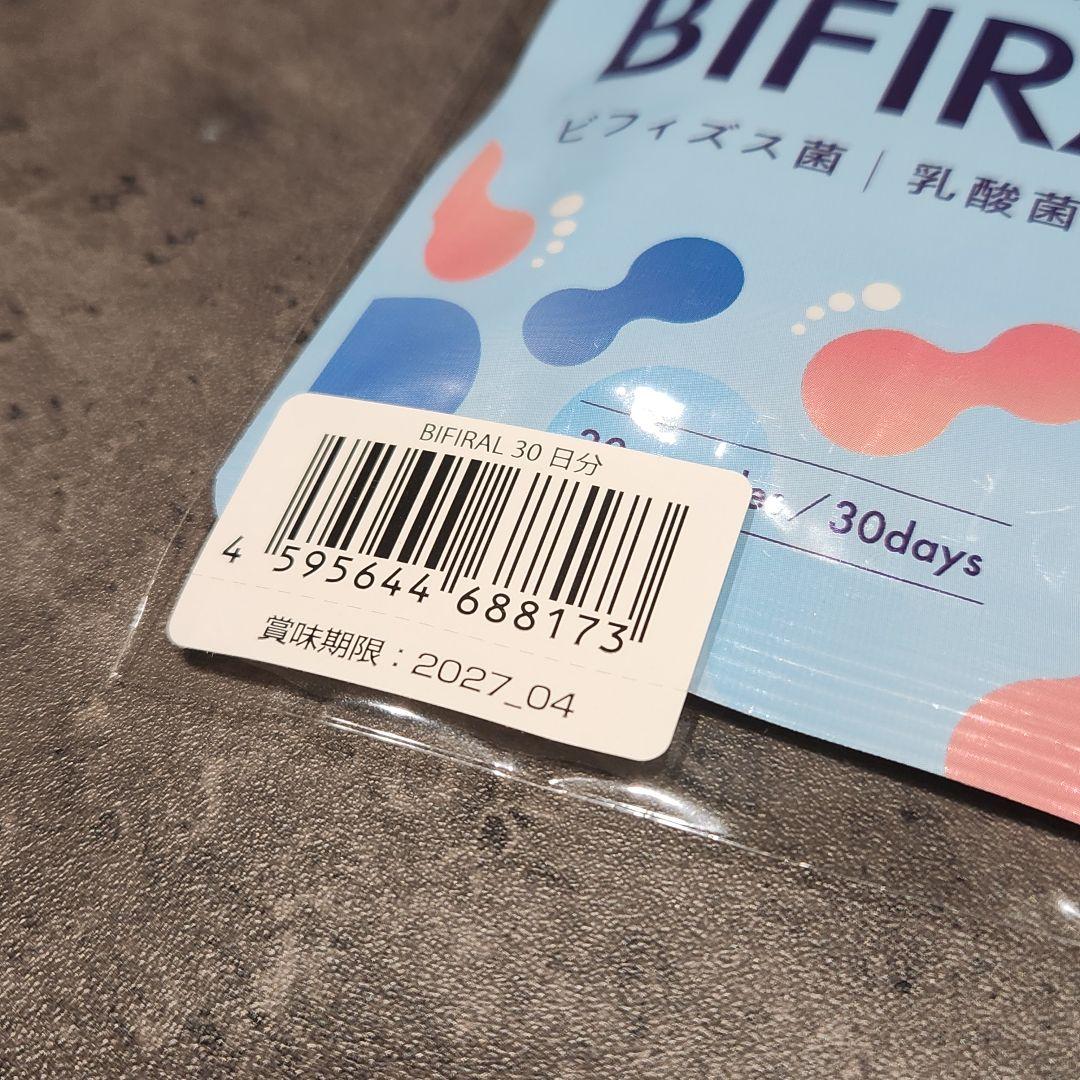 BIFIRA
ビフィズス菌｜乳酸菌
/30days
BIFIRAL 30 日分
4 595644 688173
賞味期限：2027_04